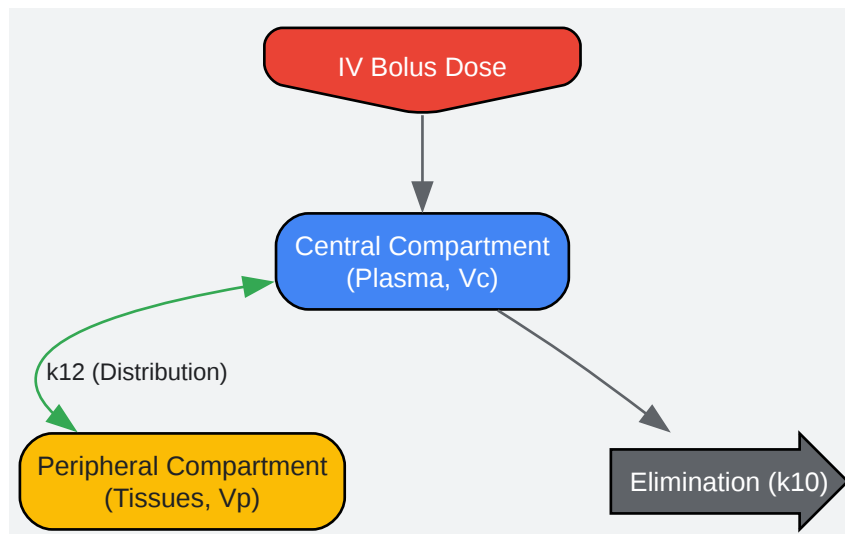 IV Bolus Dose
Central Compartment
(Plasma, Vc)
k12 (Distribution)
Peripheral Compartment
(Tissues, Vp)
Elimination (k10)